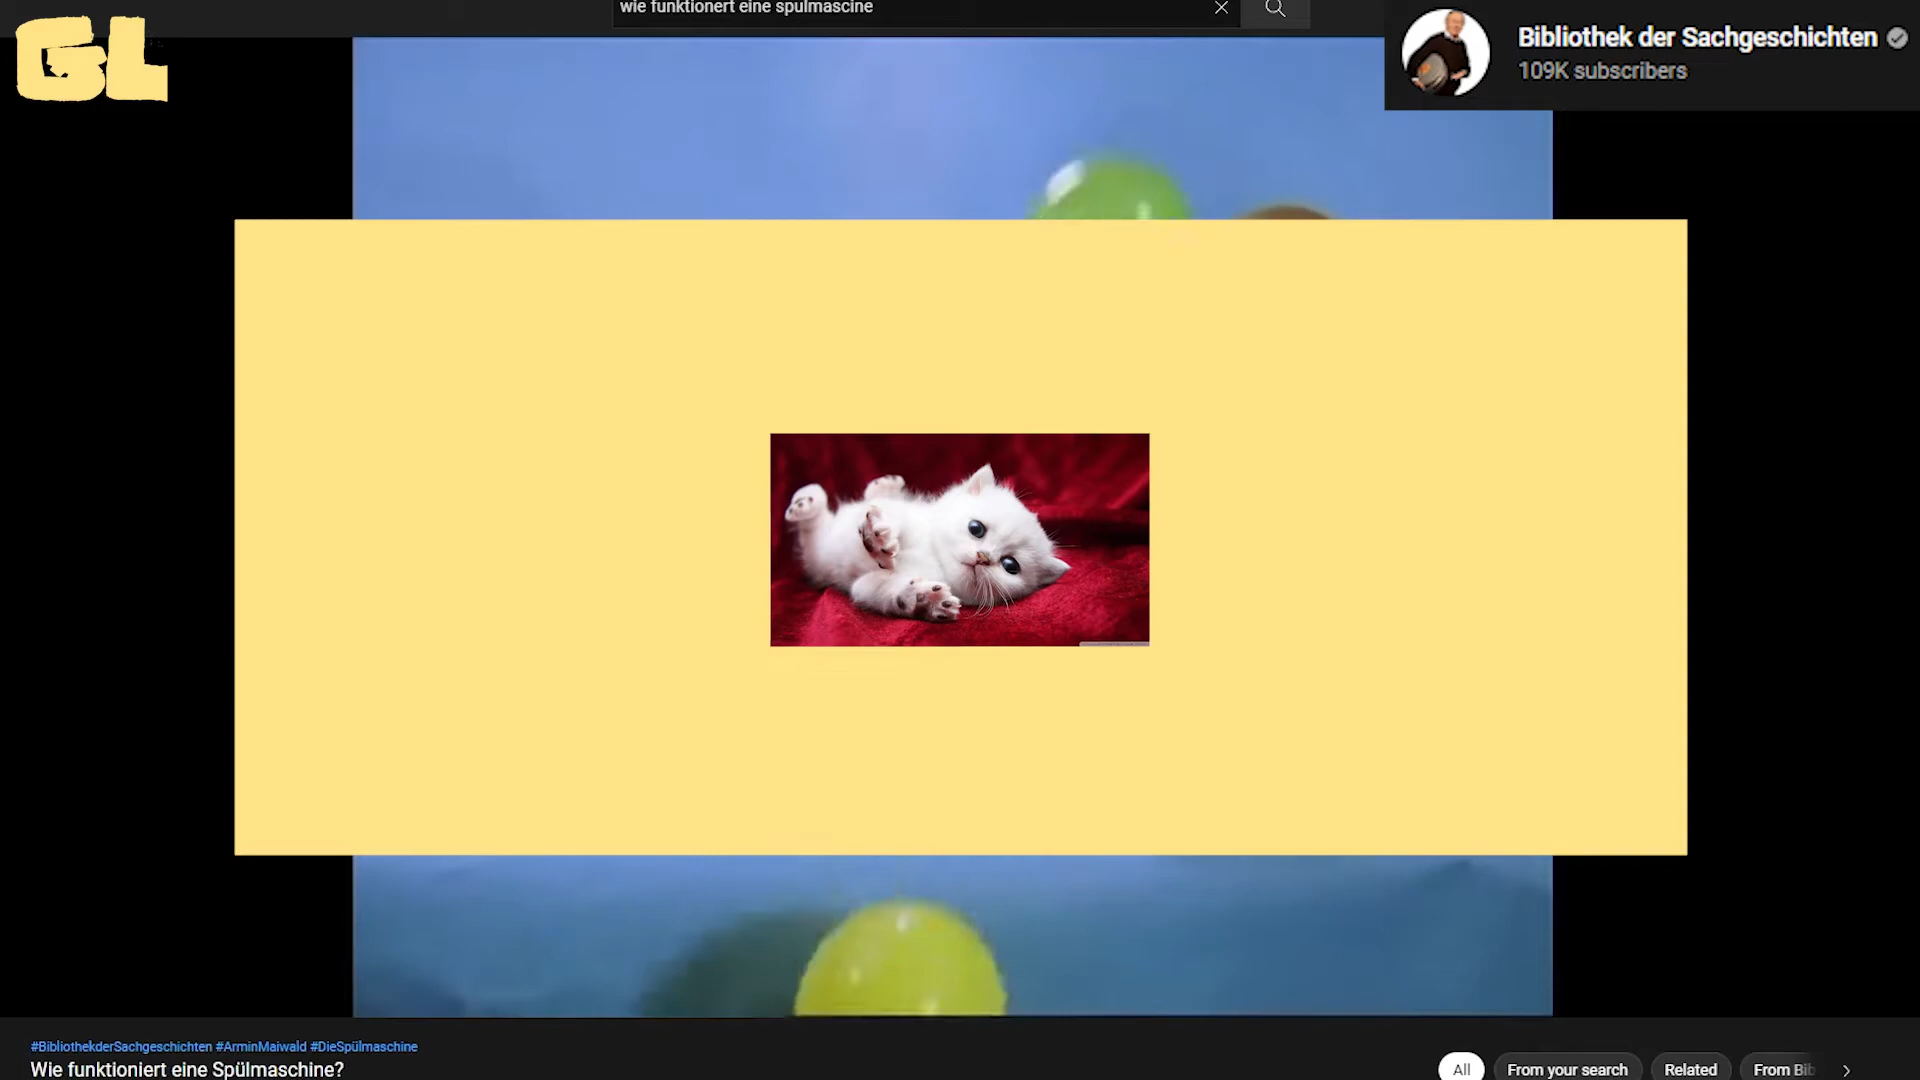 wie funktionert eine spulmascine
GL
Bibliothek der Sachgeschichten
109K subscribers
#BibliothekderSachgeschichten #ArminMaiwald #DieSpülmaschine
Wie funktioniert eine Spülmaschine?
All
From your search
Related
From